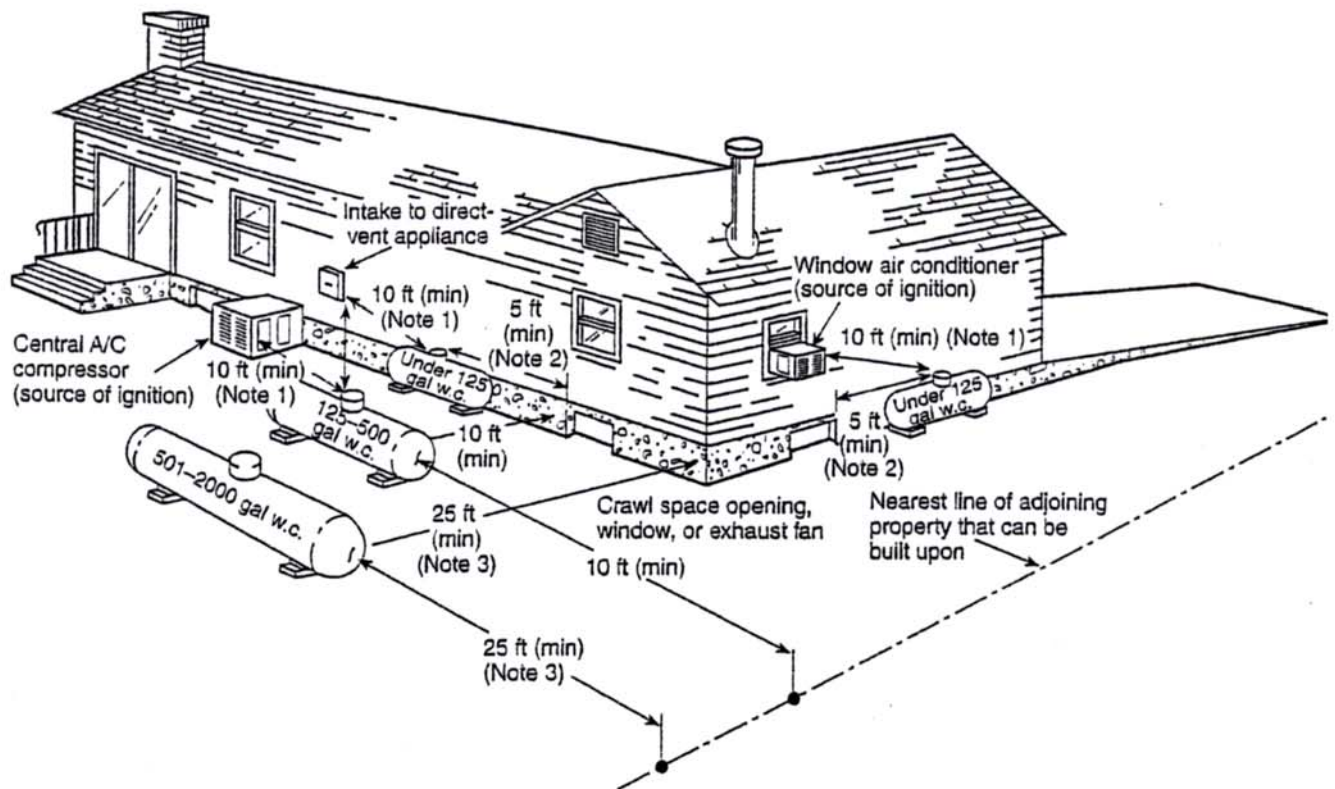 Intake to direct-
vent appliance
Window air conditioner
(source of ignition)
10 ft (min)
(Note 1)
5 ft
(min)
(Note 2)
10 ft (min) (Note 1)
Central A/C
compressor
(source of ignition)
10 ft (min)
(Note 1)
Under 125
gal w.c.
Under 125
gal w.c.
125–500
gal w.c.
10 ft
(min)
5 ft
(min)
(Note 2)
501–2000 gal w.c.
25 ft
(min)
(Note 3)
Crawl space opening,
window, or exhaust fan
Nearest line of adjoining
property that can be
built upon
10 ft (min)
25 ft (min)
(Note 3)